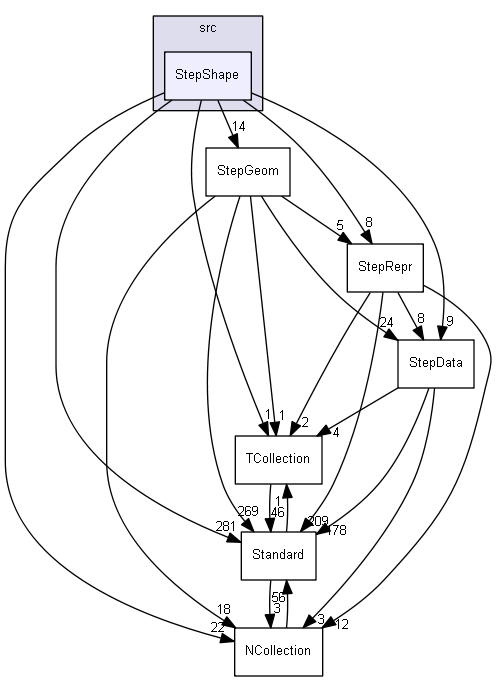 src
StepShape
14
StepGeom
5
8
StepRepr
24
8
9
StepData
1
1
2
4
TCollection
1
46
281
269
209
178
Standard
56
3
18
22
3
12
NCollection